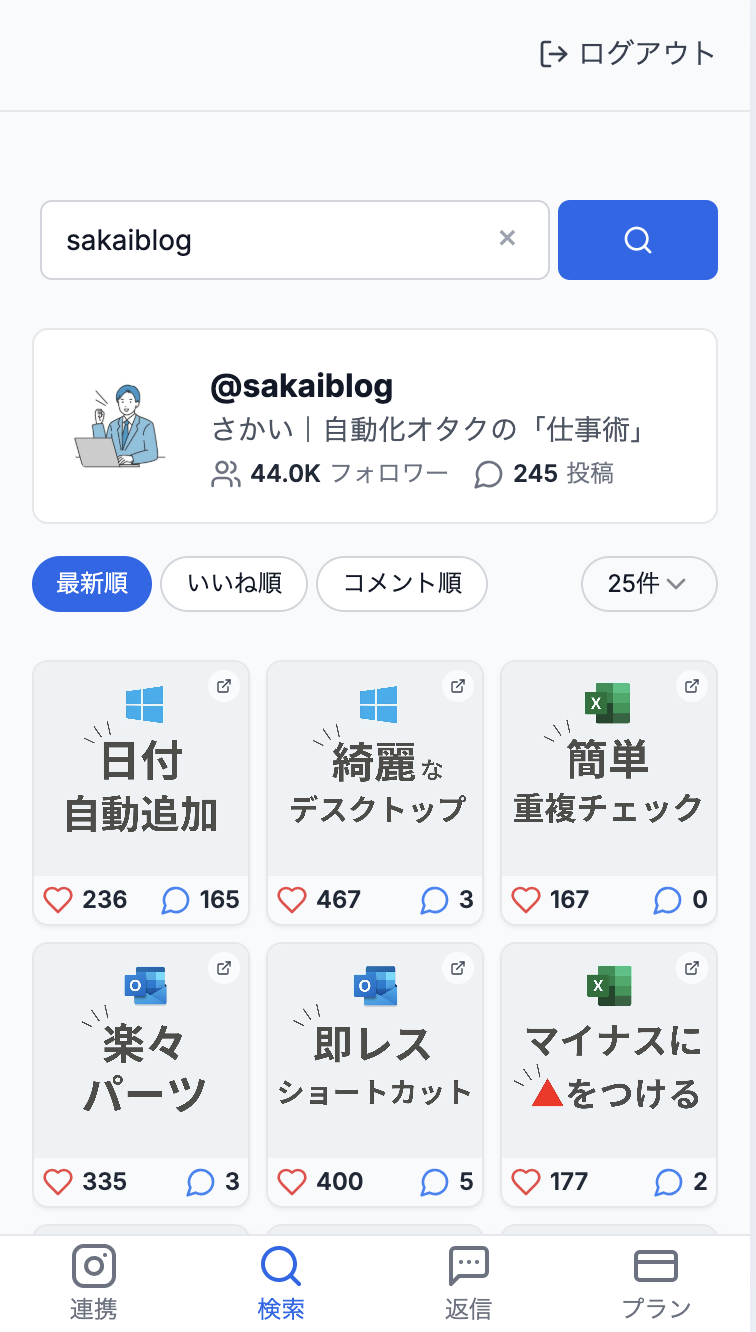 ログアウト
sakaiblog
@sakaiblog
さかい｜自動化オタクの「仕事術」
44.0K フォロワー 245 投稿
最新順 いいね順 コメント順 25件
日付
自動追加
236 165
綺麗な
デスクトップ
467 3
X
簡単
重複チェック
167 0
O
楽々
パーツ
335 3
O
即レス
ショートカット
400 5
X
マイナスに
▲をつける
177 2
連携 検索 返信 プラン